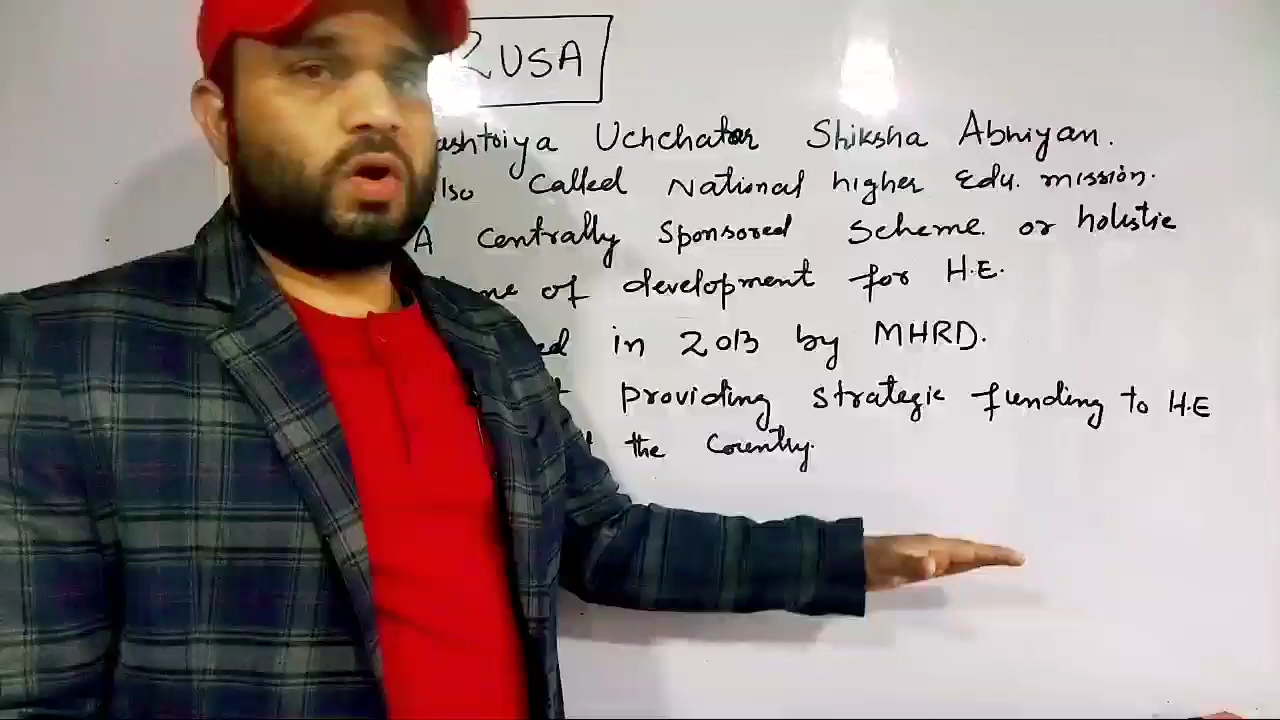 RUSA
ashtriya Uchchatar Shiksha Abhiyan.
lso Called National higher Edu. mission.
A Centrally Sponsored Scheme or holistic
me of development for H.E.
ed in 2013 by MHRD.
t Providing Strategic funding to H.E
the Country.